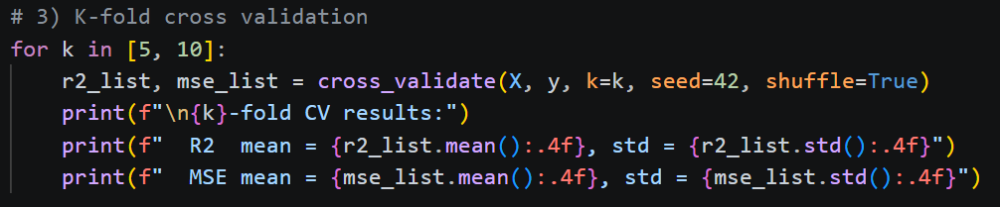 # 3) K-fold cross validation
for k in [5, 10]:
    r2_list, mse_list = cross_validate(X, y, k=k, seed=42, shuffle=True)
    print(f"\n{k}-fold CV results:")
    print(f"  R2  mean = {r2_list.mean():.4f}, std = {r2_list.std():.4f}")
    print(f"  MSE mean = {mse_list.mean():.4f}, std = {mse_list.std():.4f}")